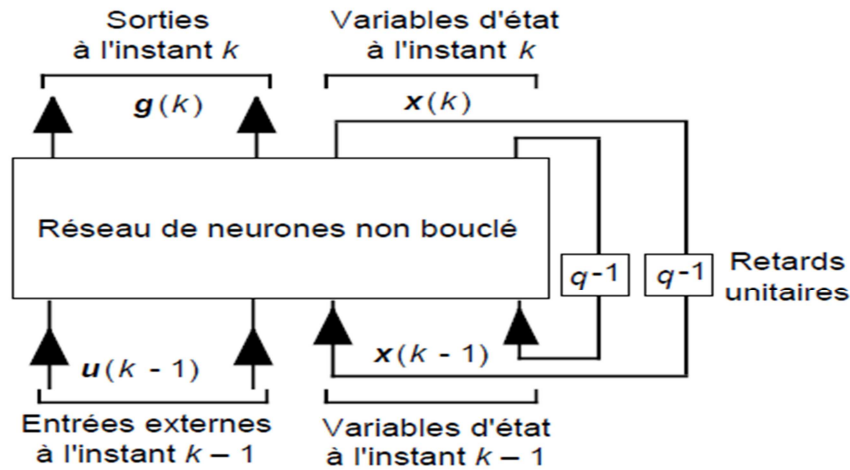 Sorties
à l'instant k
Variables d'état
à l'instant k
g(k)
x(k)
Réseau de neurones non bouclé
q-1
q-1
Retards
unitaires
u(k - 1)
x(k - 1)
Entrées externes
à l'instant k – 1
Variables d'état
à l'instant k – 1